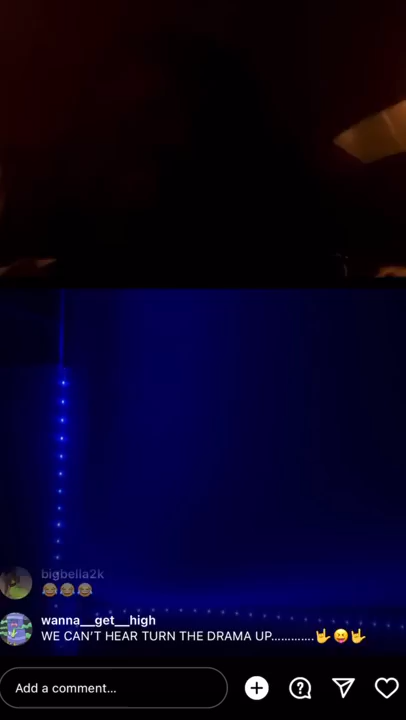 bigbella2k
😂😂😂
wanna__get__high
WE CAN'T HEAR TURN THE DRAMA UP............🤟😛🤟
Add a comment...